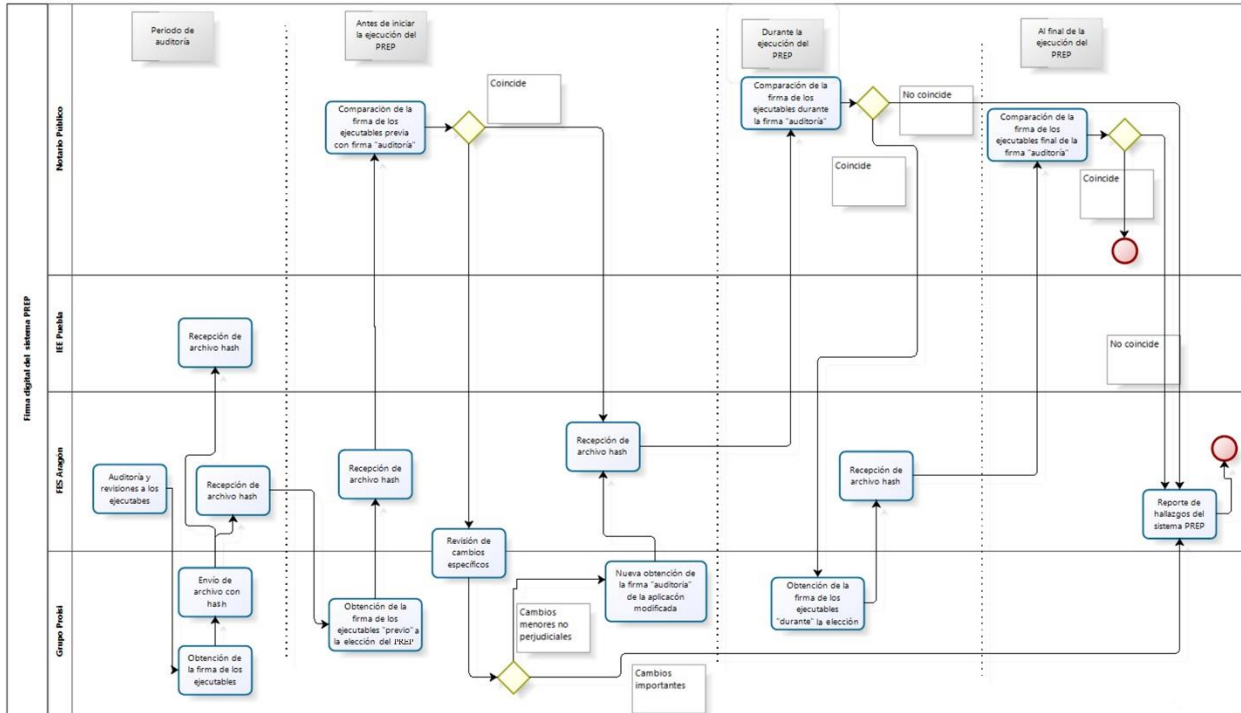 Firma digital del sistema PREP
Notario Público
IEE Puebla
FES Aragón
Grupo Proisi
Periodo de
auditoría
Antes de iniciar
la ejecución del
PREP
Durante la
ejecución del
PREP
Al final de la
ejecución del
PREP
Comparación de la
firma de los
ejecutables previa
con firma "auditoría"
Coincide
Comparación de la
firma de los
ejecutables durante
la firma "auditoría"
No coincide
Coincide
Comparación de la
firma de los
ejecutables final de la
firma "auditoría"
Coincide
Recepción de
archivo hash
No coincide
Auditoría y
revisiones a los
ejecutabes
Recepción de
archivo hash
Recepción de
archivo hash
Recepción de
archivo hash
Recepción de
archivo hash
Reporte de
hallazgos del
sistema PREP
Revisión de
cambios
específicos
Envío de
archivo con
hash
Obtención de
la firma de los
ejecutables
Obtención de la
firma de los
ejecutables "previo" a
la elección del PREP
Cambios
menores no
perjudiciales
Nueva obtención de
la firma "auditoría"
de la aplicacón
modificada
Cambios
importantes
Obtención de la
firma de los
ejecutables
"durante" la elección